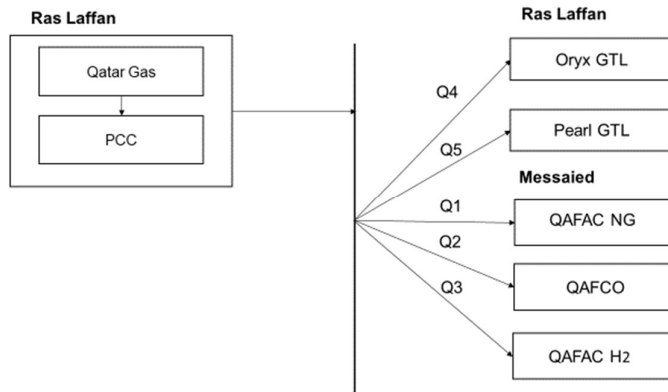 Ras Laffan
Qatar Gas
PCC
Ras Laffan
Oryx GTL
Pearl GTL
Messaied
QAFAC NG
QAFCO
QAFAC H2
Q4
Q5
Q1
Q2
Q3